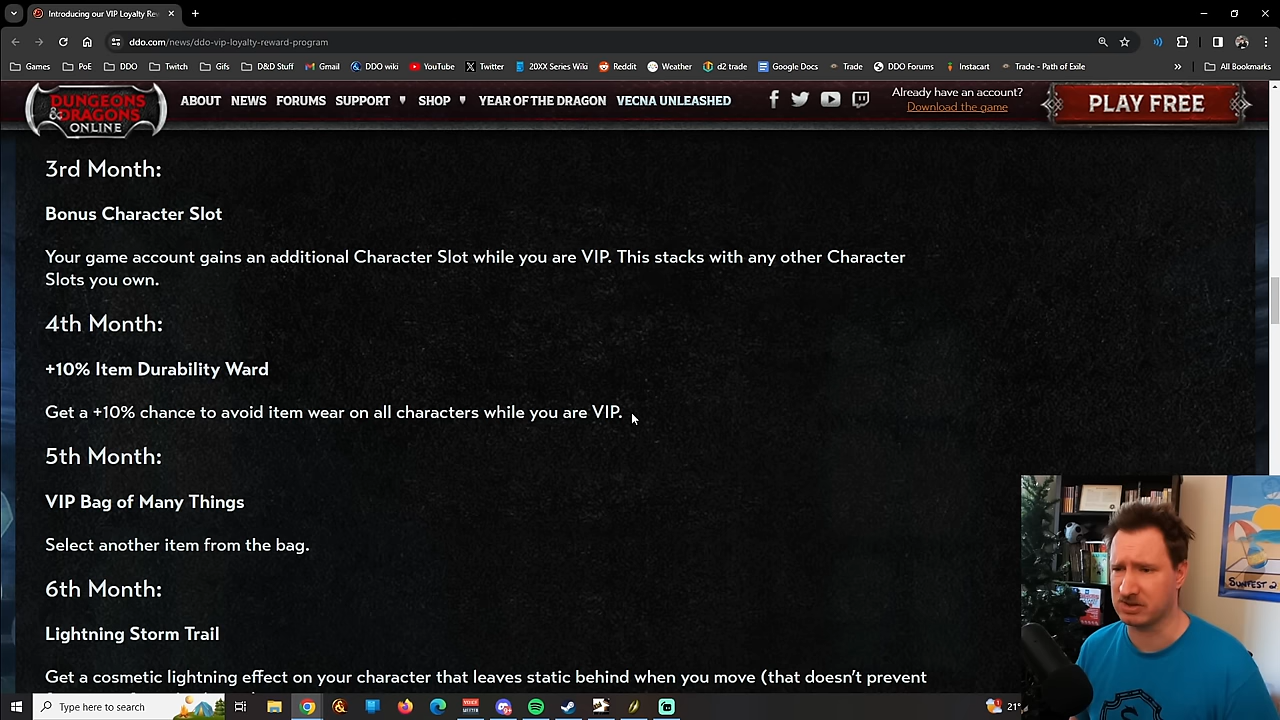 Introducing our VIP Loyalty Rew
ddo.com/news/ddo-vip-loyalty-reward-program
Games PoE DDO Twitch Gifs D&D Stuff Gmail DDO wiki YouTube Twitter 20XX Series Wiki Reddit Weather d2 trade Google Docs Trade DDO Forums Instacart Trade - Path of Exile » All Bookmarks
DUNGEONS & DRAGONS ONLINE
ABOUT NEWS FORUMS SUPPORT SHOP YEAR OF THE DRAGON VECNA UNLEASHED
Already have an account?
Download the game
PLAY FREE
3rd Month:
Bonus Character Slot
Your game account gains an additional Character Slot while you are VIP. This stacks with any other Character
Slots you own.
4th Month:
+10% Item Durability Ward
Get a +10% chance to avoid item wear on all characters while you are VIP.
5th Month:
VIP Bag of Many Things
Select another item from the bag.
6th Month:
Lightning Storm Trail
Get a cosmetic lightning effect on your character that leaves static behind when you move (that doesn't prevent
SUNFEST
Type here to search
21°